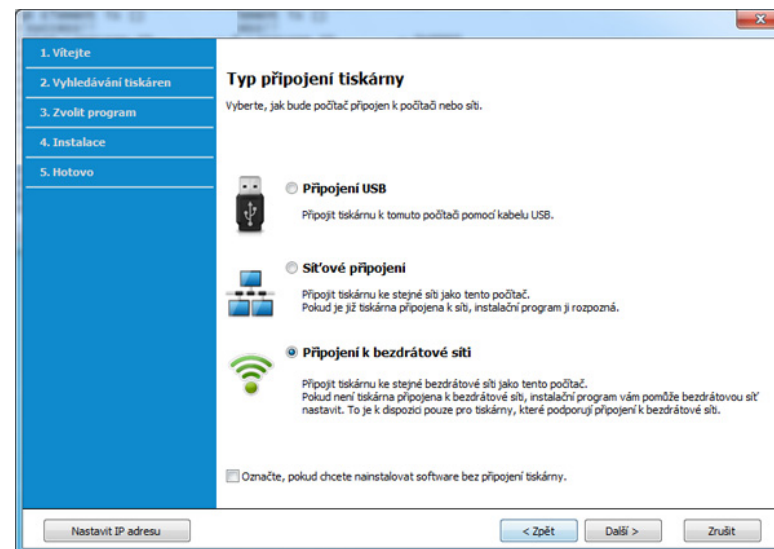 1. Vítejte
2. Vyhledávání tiskáren
3. Zvolit program
4. Instalace
5. Hotovo
Typ připojení tiskárny
Vyberte, jak bude počítač připojen k počítači nebo síti.
Připojení USB
Připojit tiskárnu k tomuto počítači pomocí kabelu USB.
Síťové připojení
Připojit tiskárnu ke stejné síti jako tento počítač.
Pokud je již tiskárna připojena k síti, instalační program ji rozpozná.
Připojení k bezdrátové síti
Připojit tiskárnu ke stejné bezdrátové síti jako tento počítač.
Pokud není tiskárna připojena k bezdrátové síti, instalační program vám pomůže bezdrátovou síť
nastavit. To je k dispozici pouze pro tiskárny, které podporují připojení k bezdrátové síti.
Označte, pokud chcete nainstalovat software bez připojení tiskárny.
Nastavit IP adresu
< Zpět
Další >
Zrušit